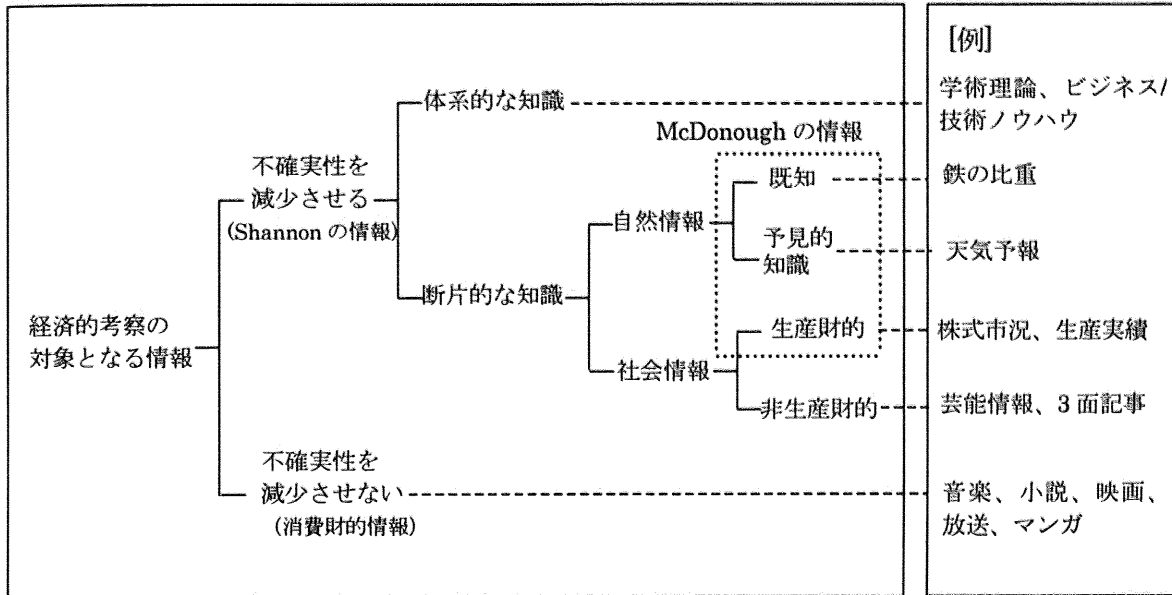 [例]
体系的な知識
学術理論、ビジネス/
技術ノウハウ
McDonough の情報
不確実性を
減少させる
(Shannon の情報)
既知
鉄の比重
自然情報
予見的
知識
天気予報
断片的な知識
経済的考察の
対象となる情報
生産財的
株式市況、生産実績
社会情報
非生産財的
芸能情報、3 面記事
不確実性を
減少させない
(消費財的情報)
音楽、小説、映画、
放送、マンガ